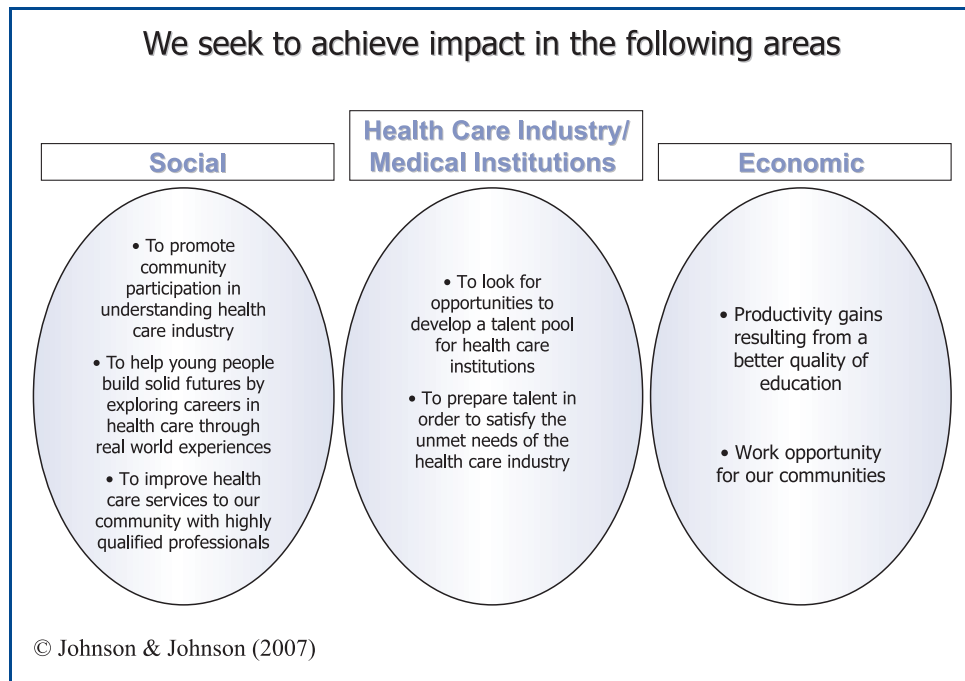 We seek to achieve impact in the following areas
Social
• To promote
community
participation in
understanding health
care industry
• To help young people
build solid futures by
exploring careers in
health care through
real world experiences
• To improve health
care services to our
community with highly
qualified professionals
Health Care Industry/
Medical Institutions
• To look for
opportunities to
develop a talent pool
for health care
institutions
• To prepare talent in
order to satisfy the
unmet needs of the
health care industry
Economic
• Productivity gains
resulting from a
better quality of
education
• Work opportunity
for our communities
© Johnson & Johnson (2007)